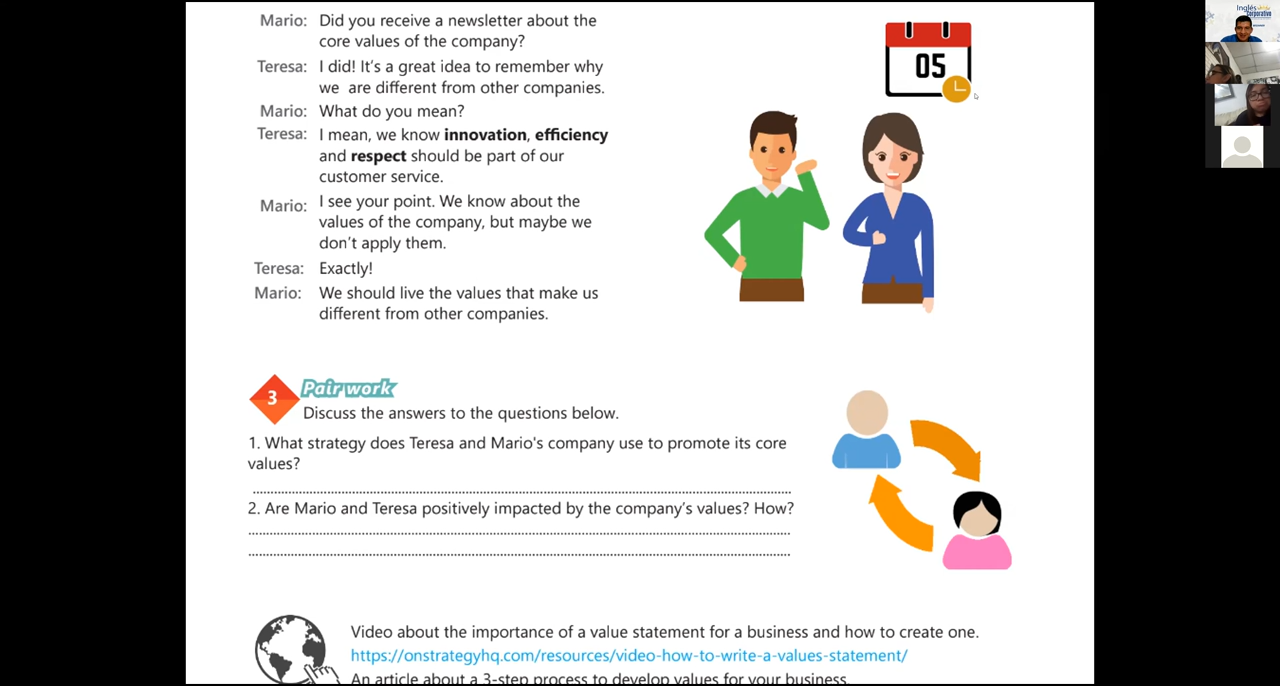 Mario: Did you receive a newsletter about the
core values of the company?
Teresa: I did! It's a great idea to remember why
we are different from other companies.
Mario: What do you mean?
Teresa: I mean, we know innovation, efficiency
and respect should be part of our
customer service.
Mario: I see your point. We know about the
values of the company, but maybe we
don't apply them.
Teresa: Exactly!
Mario: We should live the values that make us
different from other companies.
05
3 Pair work
Discuss the answers to the questions below.
1. What strategy does Teresa and Mario's company use to promote its core
values?
2. Are Mario and Teresa positively impacted by the company's values? How?
Video about the importance of a value statement for a business and how to create one.
https://onstrategyhq.com/resources/video-how-to-write-a-values-statement/
An article about a 3-step process to develop values for your business.
Inglés
corporativo